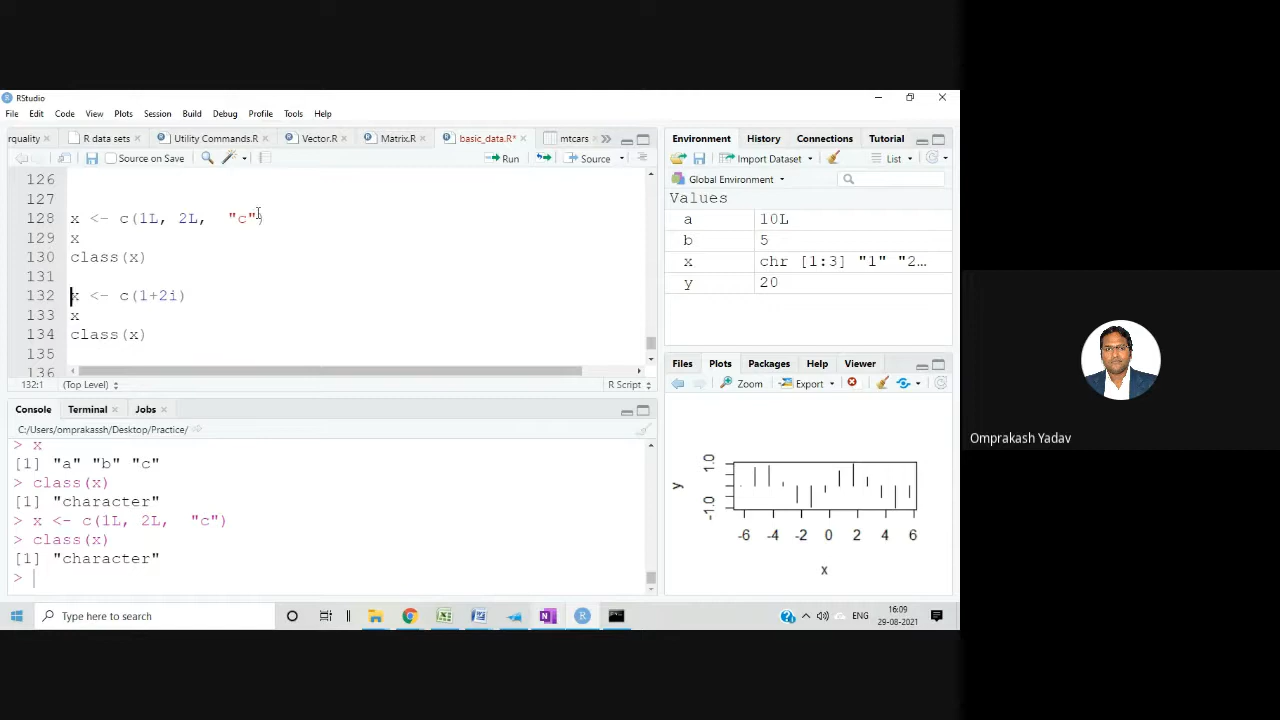 RStudio
File Edit Code View Plots Session Build Debug Profile Tools Help
rquality R data sets Utility Commands.R Vector.R Matrix.R basic_data.R* mtcars
Source on Save Run Source
126
127
128 x <- c(1L, 2L,  "c")
129 x
130 class(x)
131
132 x <- c(1+2i)
133 x
134 class(x)
135
136
132:1 (Top Level) R Script
Console Terminal Jobs
C:/Users/omprakassh/Desktop/Practice/
> x
[1] "a" "b" "c"
> class(x)
[1] "character"
> x <- c(1L, 2L,  "c")
> class(x)
[1] "character"
>
Environment History Connections Tutorial
Import Dataset List
Global Environment
Values
a 10L
b 5
x chr [1:3] "1" "2…
y 20
Files Plots Packages Help Viewer
Zoom Export
y
1.0
-1.0
-6 -4 -2 0 2 4 6
x
Type here to search
ENG
16:09
29-08-2021
Omprakash Yadav